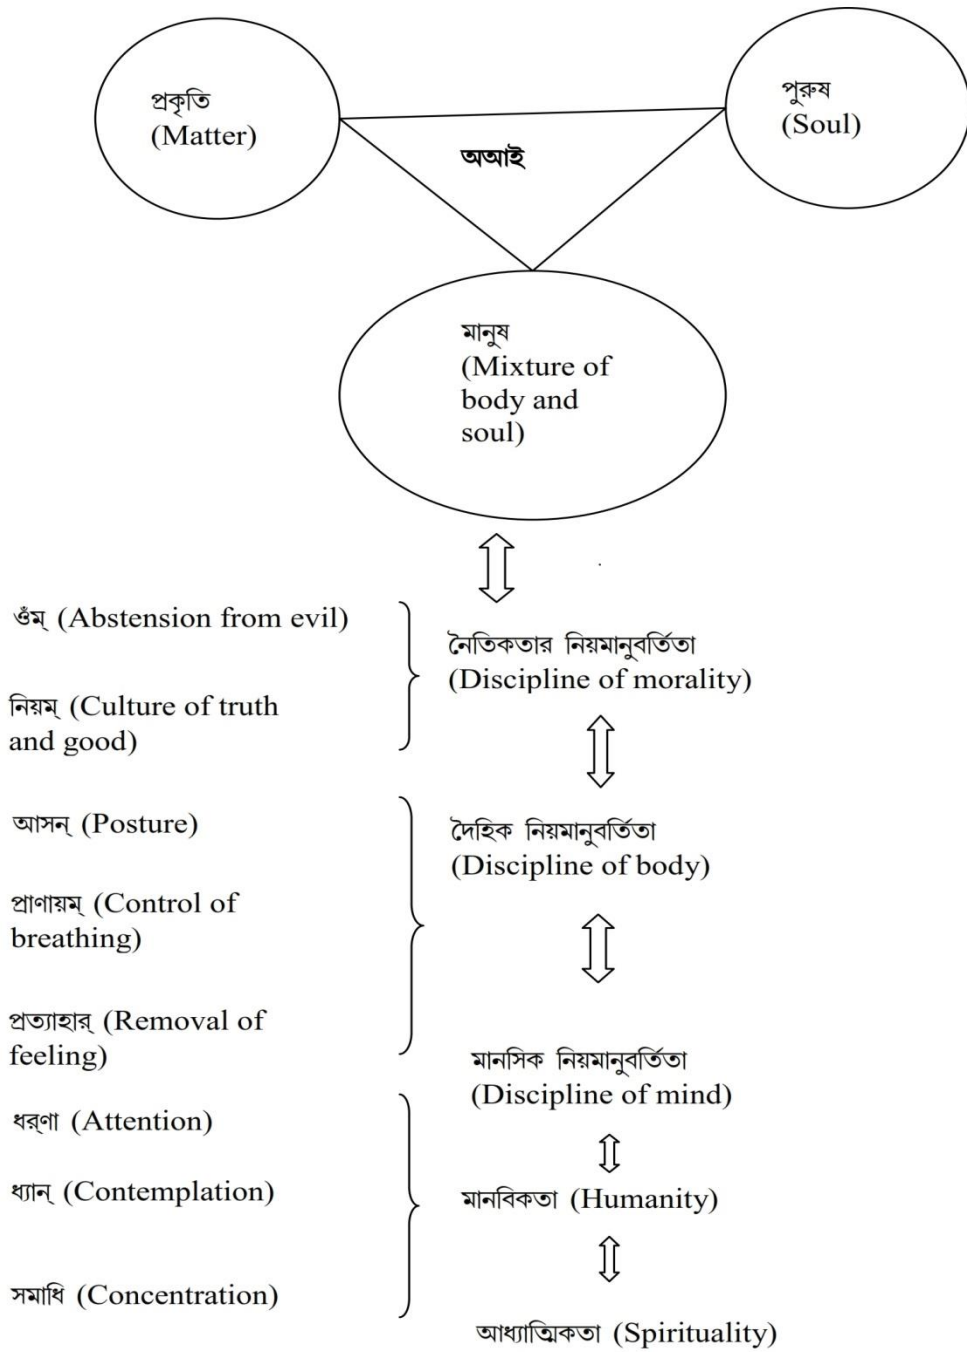 প্রকৃতি
(Matter)
পুরুষ
(Soul)
অআই
মানুষ
(Mixture of
body and
soul)
ওঁম্ (Abstension from evil)
নিয়ম্ (Culture of truth
and good)
নৈতিকতার নিয়মানুবর্তিতা
(Discipline of morality)
আসন্ (Posture)
প্রাণায়ম্ (Control of
breathing)
প্রত্যাহার্ (Removal of
feeling)
দৈহিক নিয়মানুবর্তিতা
(Discipline of body)
মানসিক নিয়মানুবর্তিতা
(Discipline of mind)
ধর্ণা (Attention)
ধ্যান্ (Contemplation)
সমাধি (Concentration)
মানবিকতা (Humanity)
আধ্যাত্মিকতা (Spirituality)